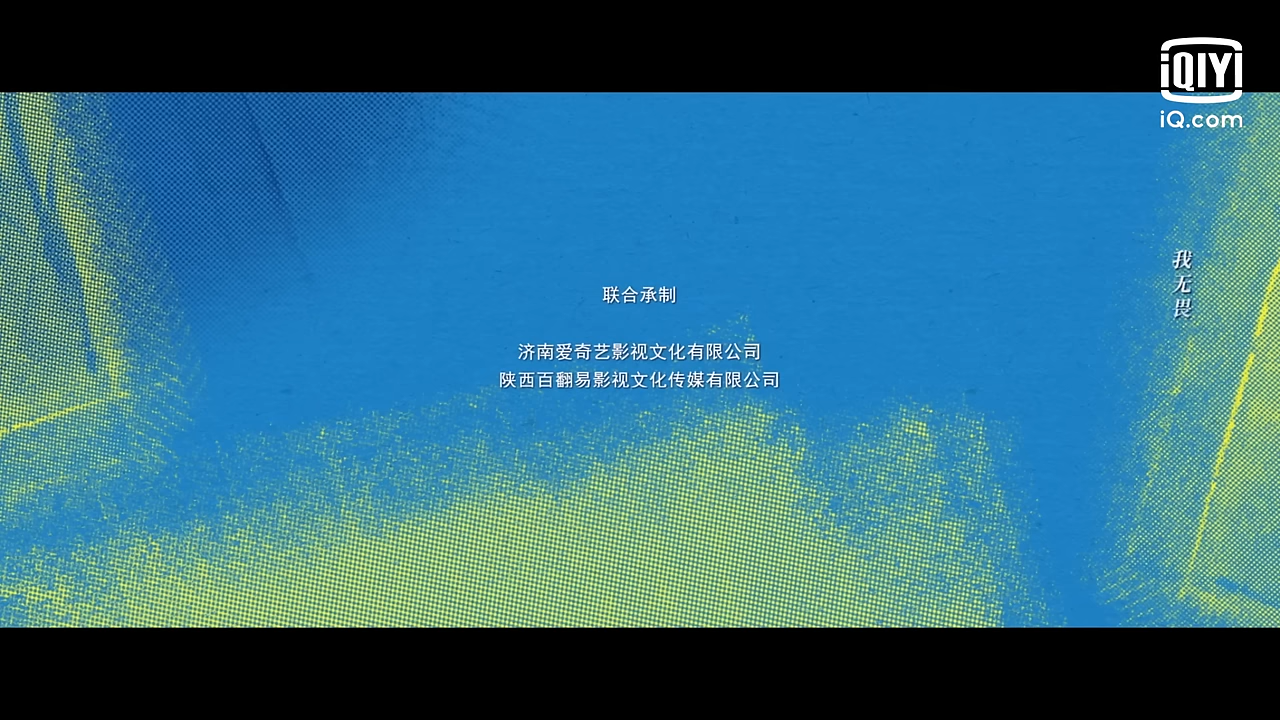 iQIYI
iQ.com
我无畏
联合承制
济南爱奇艺影视文化有限公司
陕西百翻易影视文化传媒有限公司